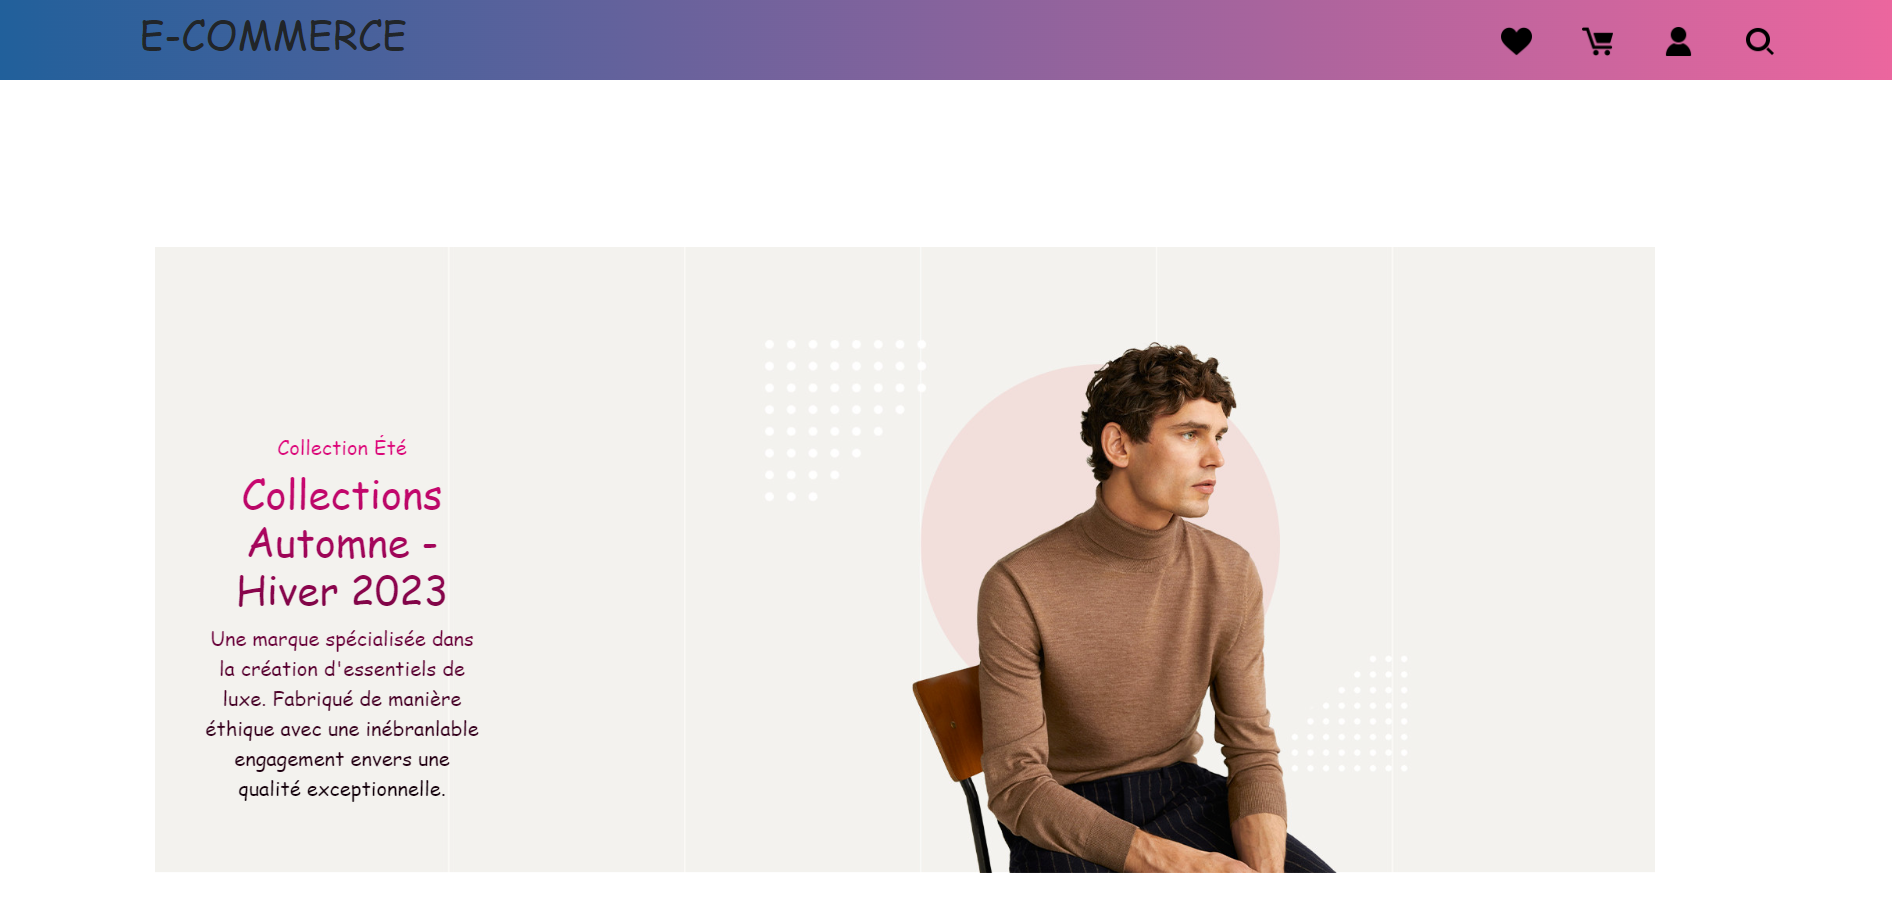 E-COMMERCE
Collection Été
Collections
Automne -
Hiver 2023
Une marque spécialisée dans
la création d'essentiels de
luxe. Fabriqué de manière
éthique avec une inébranlable
engagement envers une
qualité exceptionnelle.